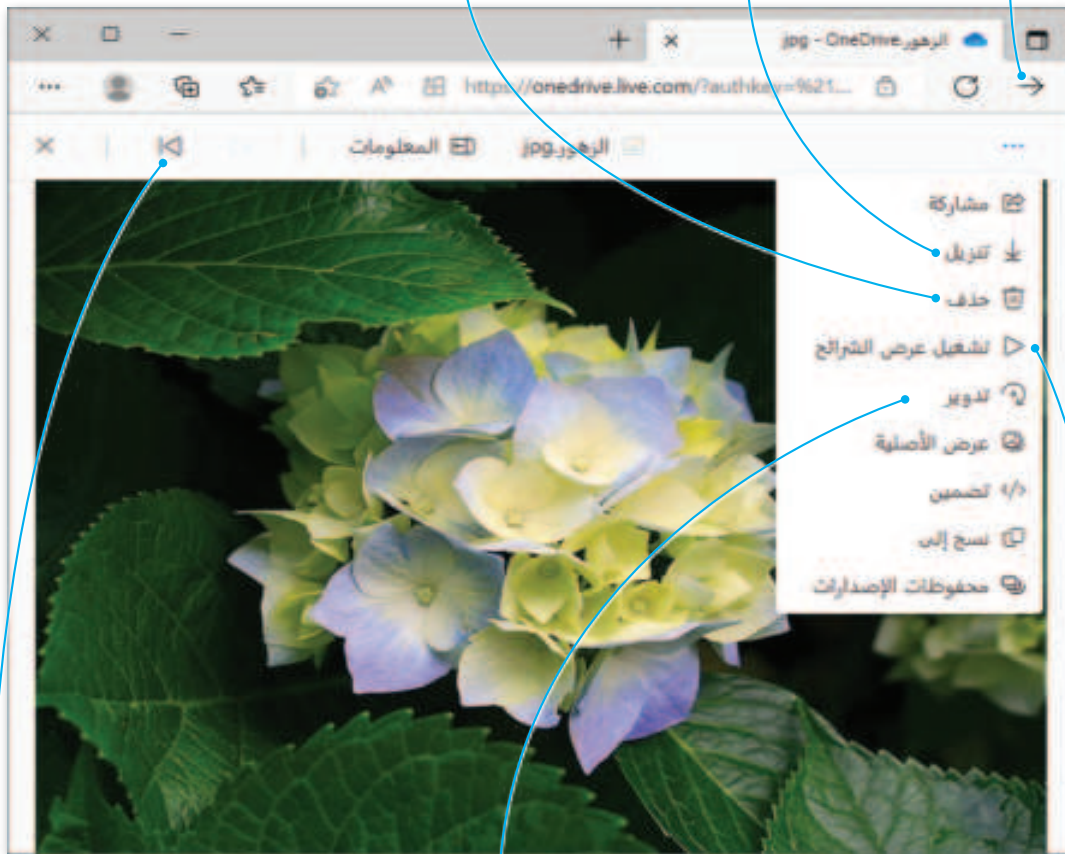 الزهور.jpg - OneDrive
https://onedrive.live.com/?authkey=%21...
الزهور.jpg
المعلومات
مشاركة
تنزيل
حذف
تشغيل عرض الشرائح
تدوير
عرض الأصلية
تضمين
نسخ إلى
محفوظات الإصدارات